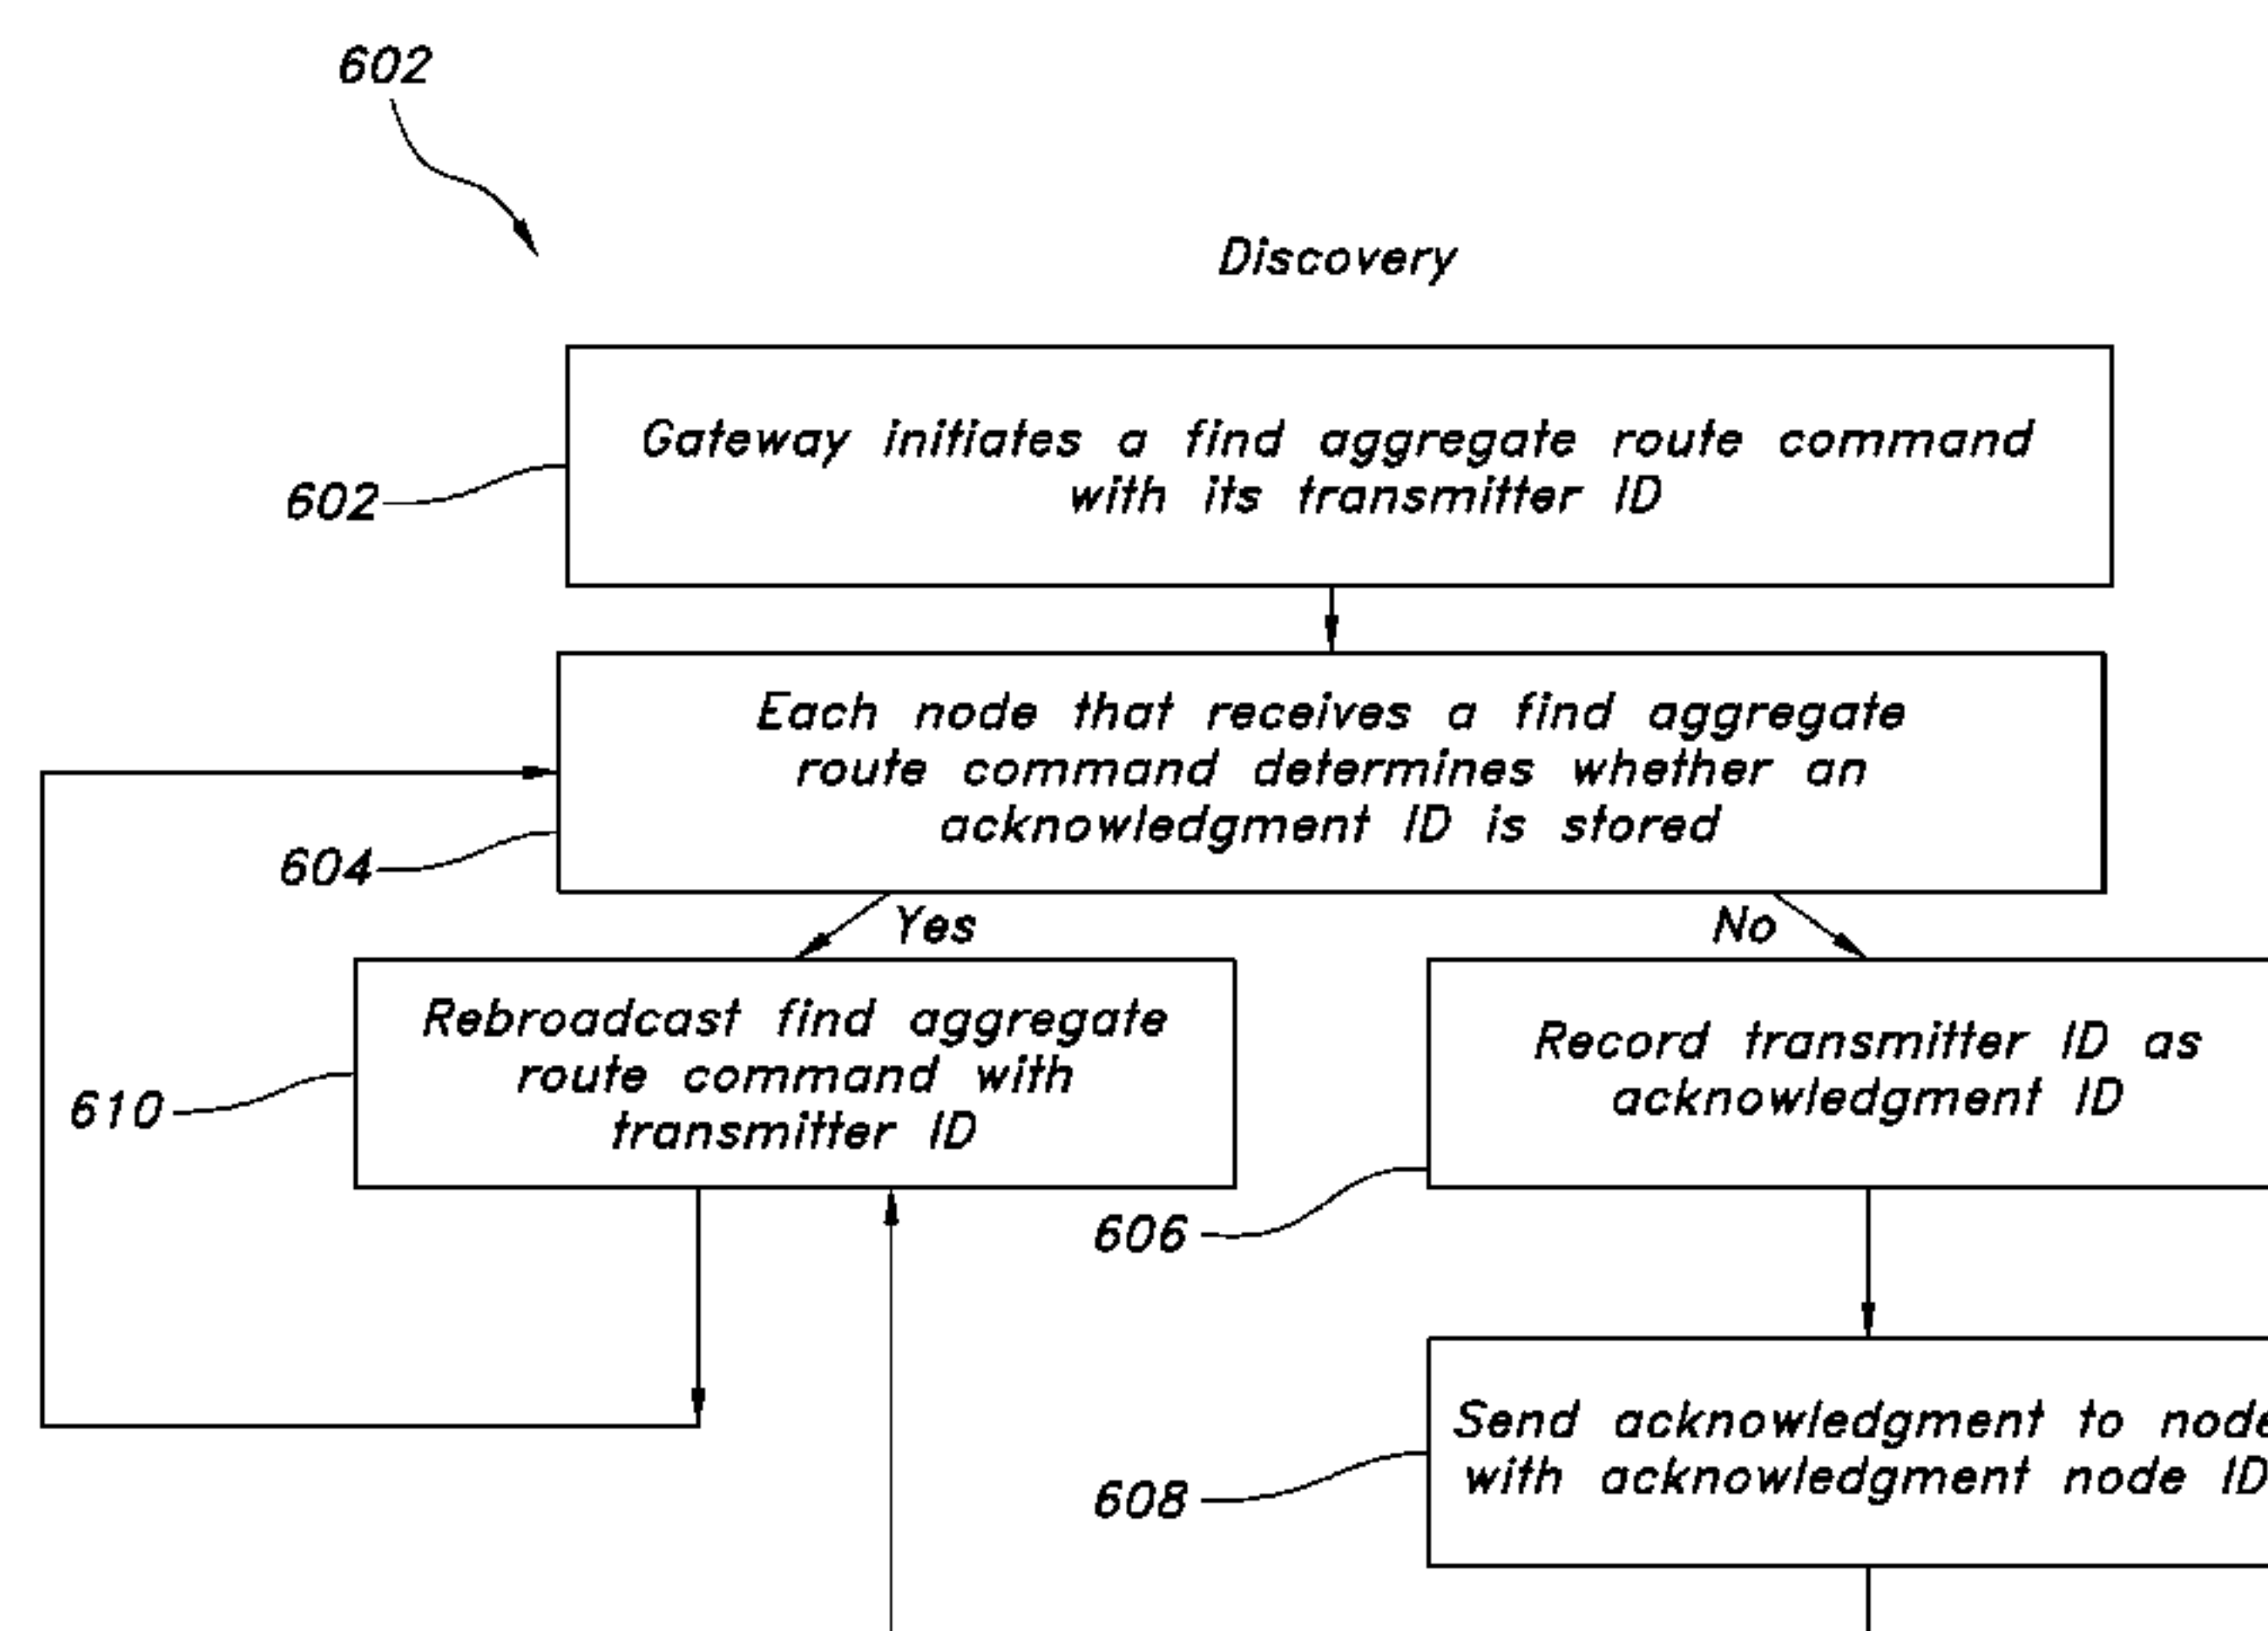 602
Discovery
Gateway initiates a find aggregate route command
with its transmitter ID
602
Each node that receives a find aggregate
route command determines whether an
acknowledgment ID is stored
604
Yes
No
Rebroadcast find aggregate
route command with
transmitter ID
610
Record transmitter ID as
acknowledgment ID
606
Send acknowledgment to node
with acknowledgment node ID
608